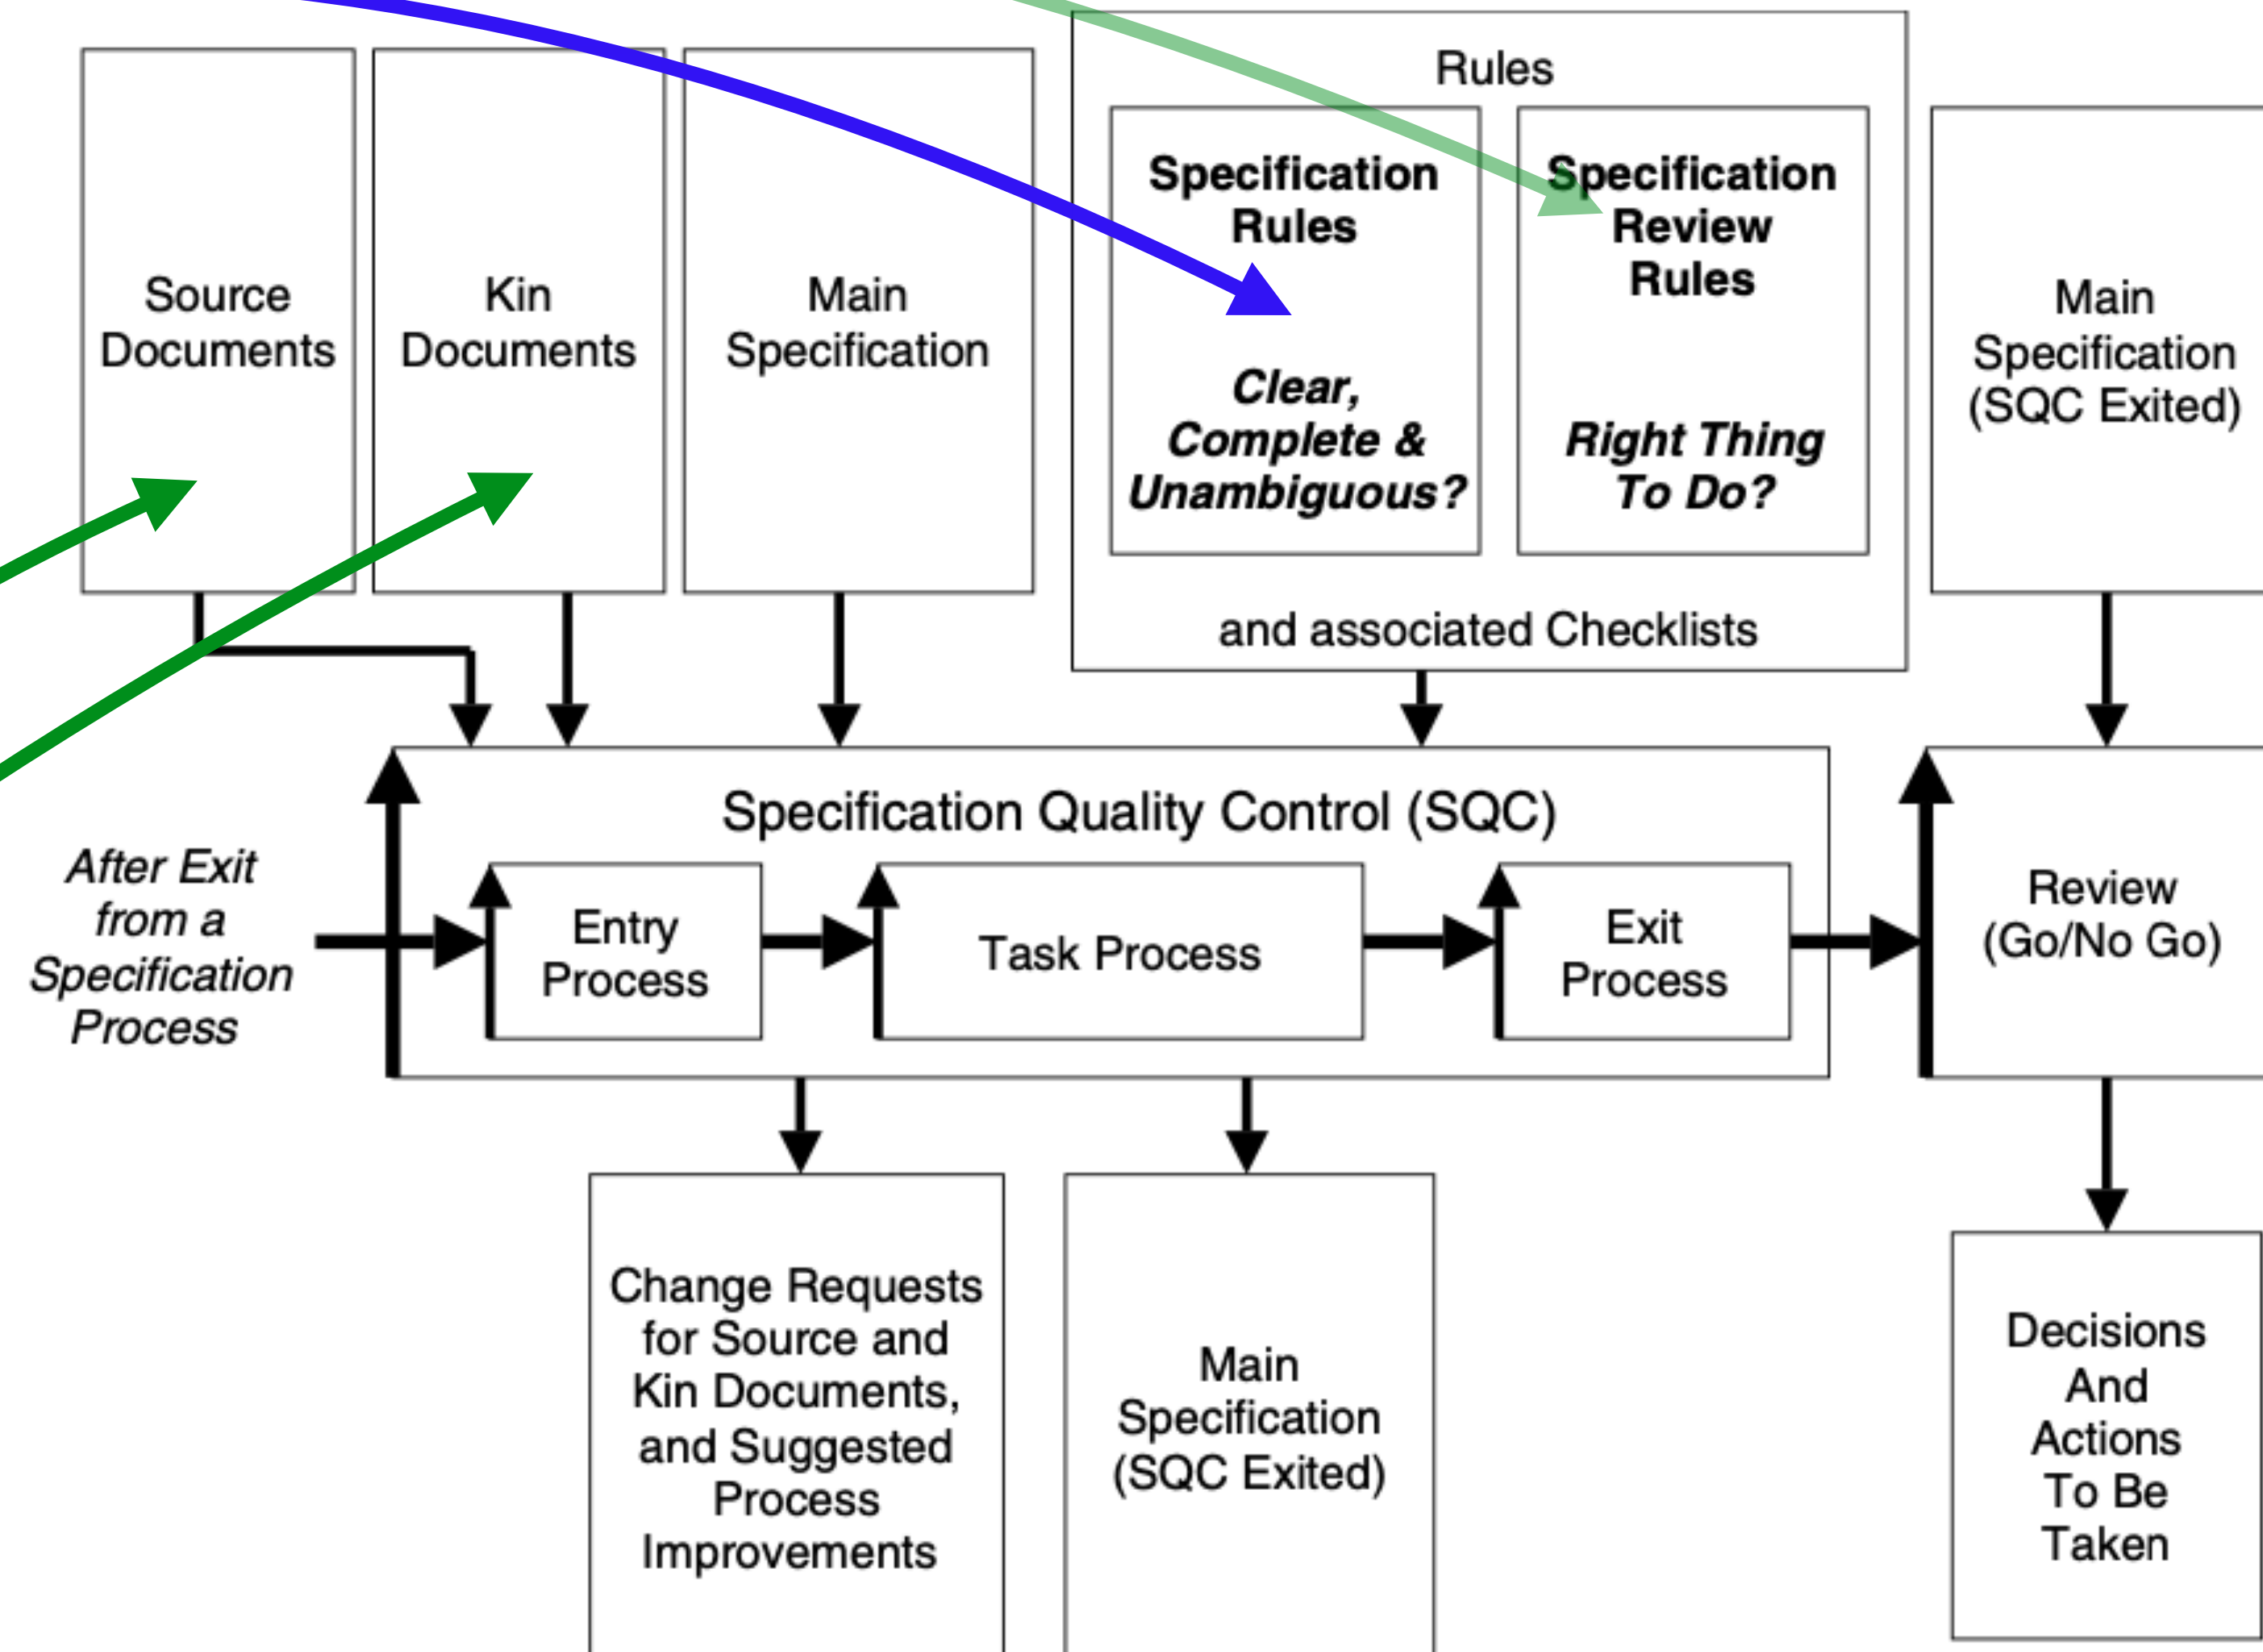 Source
Documents
Kin
Documents
Main
Specification
Rules
Specification
Rules
Clear,
Complete &
Unambiguous?
Specification
Review
Rules
Right Thing
To Do?
and associated Checklists
Main
Specification
(SQC Exited)
Specification Quality Control (SQC)
After Exit
from a
Specification
Process
Entry
Process
Task Process
Exit
Process
Review
(Go/No Go)
Change Requests
for Source and
Kin Documents,
and Suggested
Process
Improvements
Main
Specification
(SQC Exited)
Decisions
And
Actions
To Be
Taken